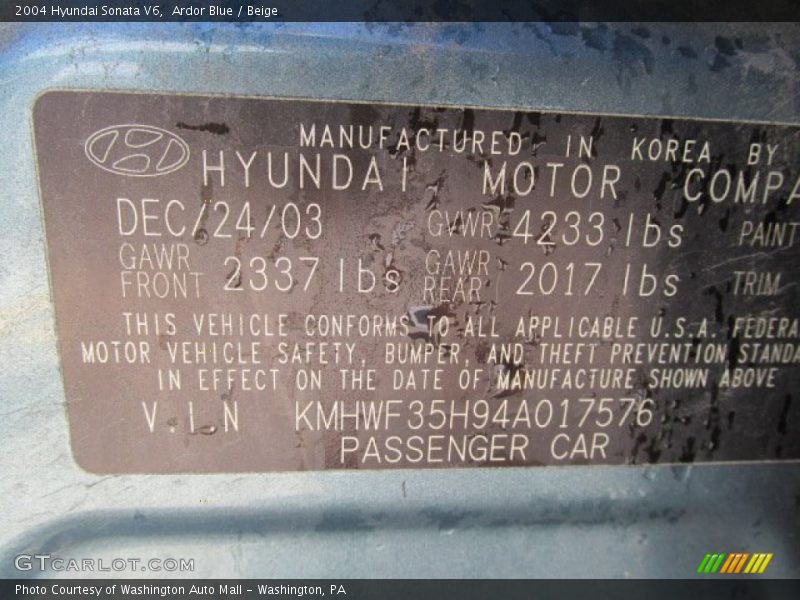 2004 Hyundai Sonata V6, Ardor Blue / Beige
MANUFACTURED IN KOREA BY
HYUNDAI MOTOR COMPA
DEC/24/03 GVWR 4233 lbs PAINT
GAWR FRONT 2337 lbs GAWR REAR 2017 lbs TRIM
THIS VEHICLE CONFORMS TO ALL APPLICABLE U.S.A. FEDERA
MOTOR VEHICLE SAFETY, BUMPER, AND THEFT PREVENTION STANDA
IN EFFECT ON THE DATE OF MANUFACTURE SHOWN ABOVE
V.I.N KMHWF35H94A017576
PASSENGER CAR
GTCARLOT.COM
Photo Courtesy of Washington Auto Mall - Washington, PA